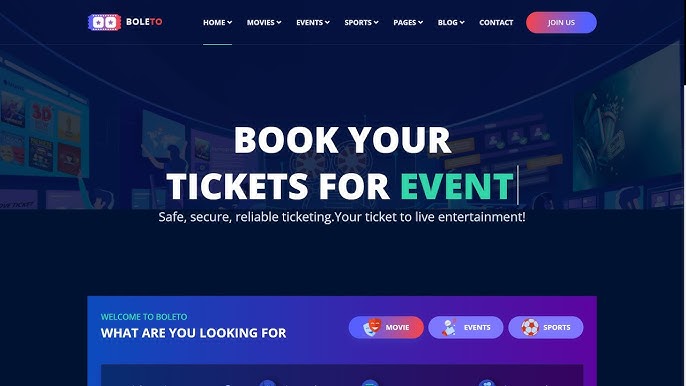 BOLETO
HOME MOVIES EVENTS SPORTS PAGES BLOG CONTACT JOIN US
BOOK YOUR
TICKETS FOR EVENT
Safe, secure, reliable ticketing.Your ticket to live entertainment!
WELCOME TO BOLETO
WHAT ARE YOU LOOKING FOR
MOVIE EVENTS SPORTS